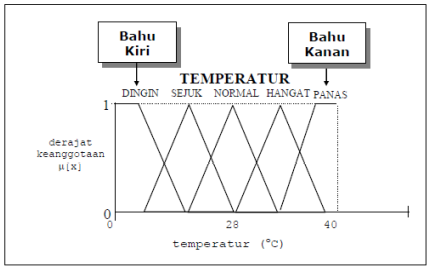 Bahu
Kiri
Bahu
Kanan
TEMPERATUR
DINGIN SEJUK NORMAL HANGAT PANAS
1
derajat
keanggotaan
μ[x]
0
0 28 40
temperatur (°C)